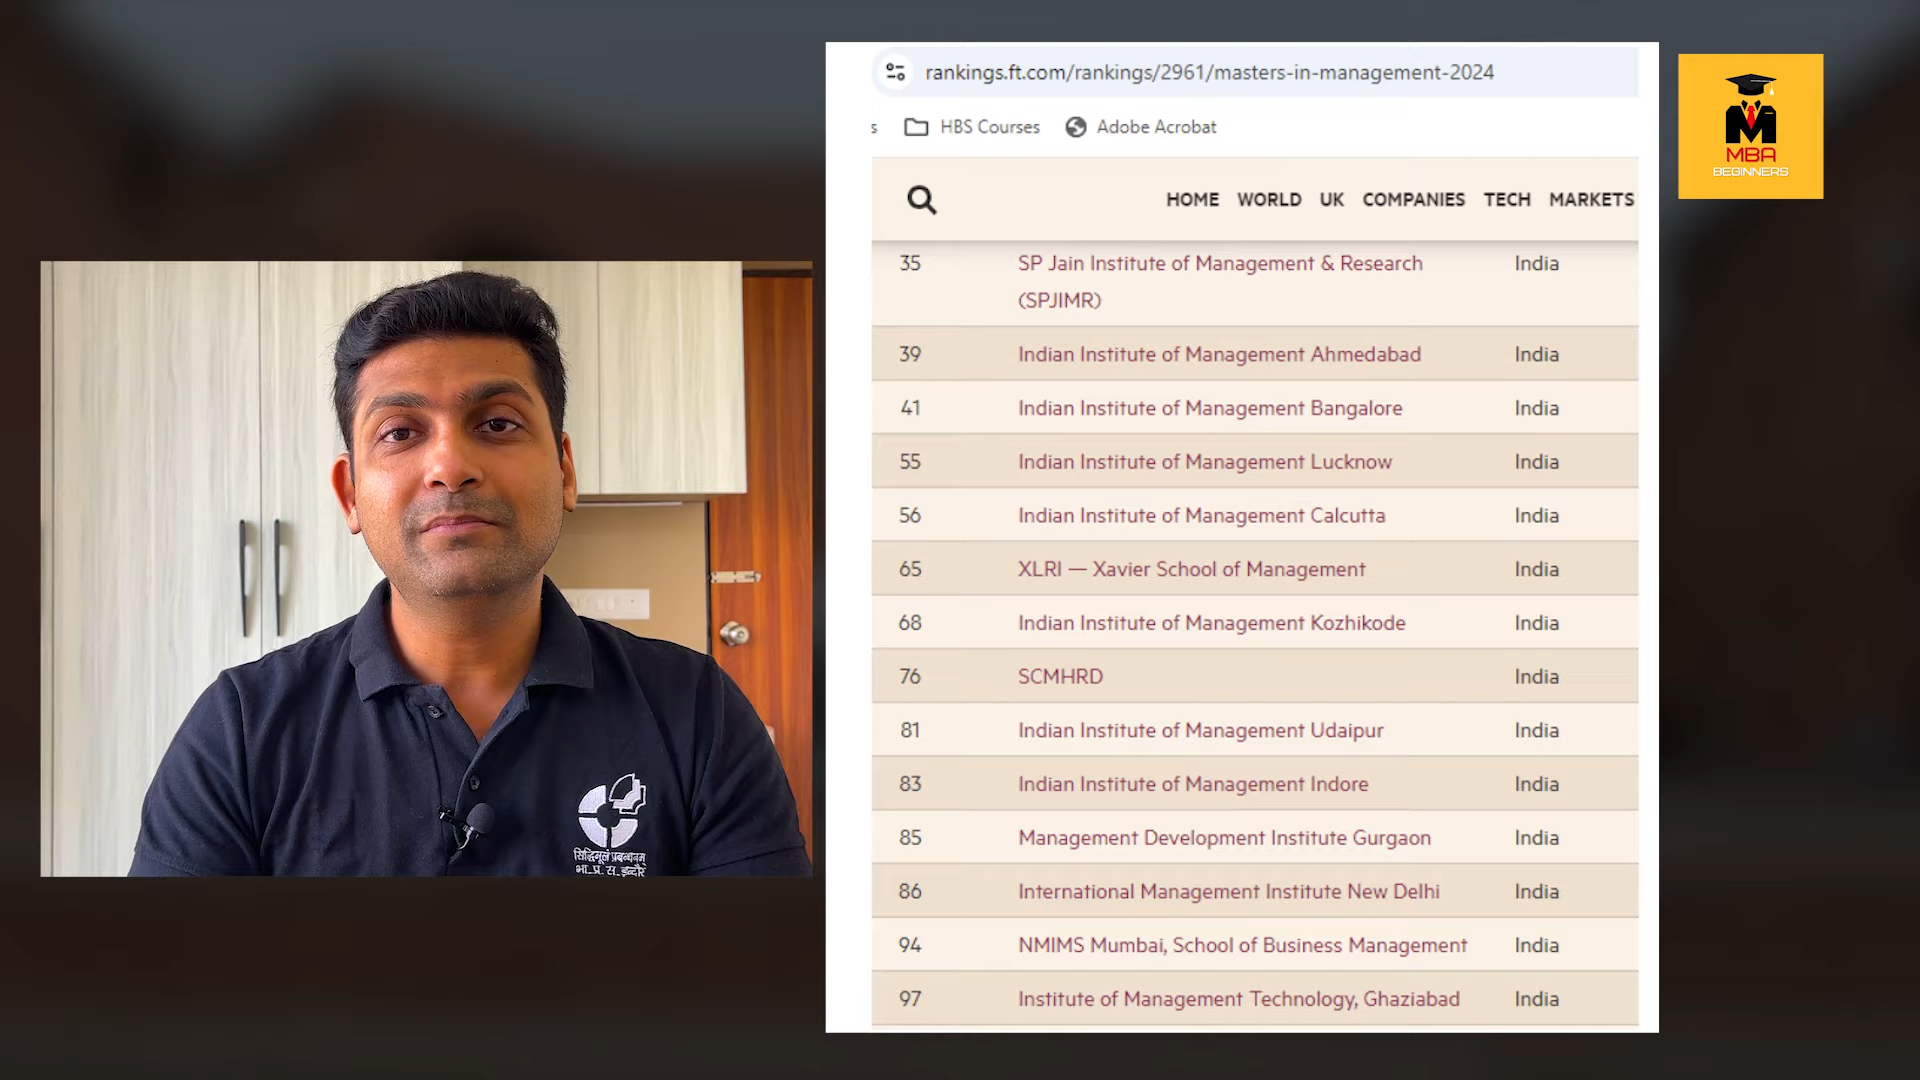 rankings.ft.com/rankings/2961/masters-in-management-2024
s HBS Courses Adobe Acrobat
HOME WORLD UK COMPANIES TECH MARKETS
35 SP Jain Institute of Management & Research (SPJIMR) India
39 Indian Institute of Management Ahmedabad India
41 Indian Institute of Management Bangalore India
55 Indian Institute of Management Lucknow India
56 Indian Institute of Management Calcutta India
65 XLRI — Xavier School of Management India
68 Indian Institute of Management Kozhikode India
76 SCMHRD India
81 Indian Institute of Management Udaipur India
83 Indian Institute of Management Indore India
85 Management Development Institute Gurgaon India
86 International Management Institute New Delhi India
94 NMIMS Mumbai, School of Business Management India
97 Institute of Management Technology, Ghaziabad India
M
MBA
BEGINNERS
सिद्धिमूलं प्रबन्धनम्
भा.प्र.सं.इन्दौर